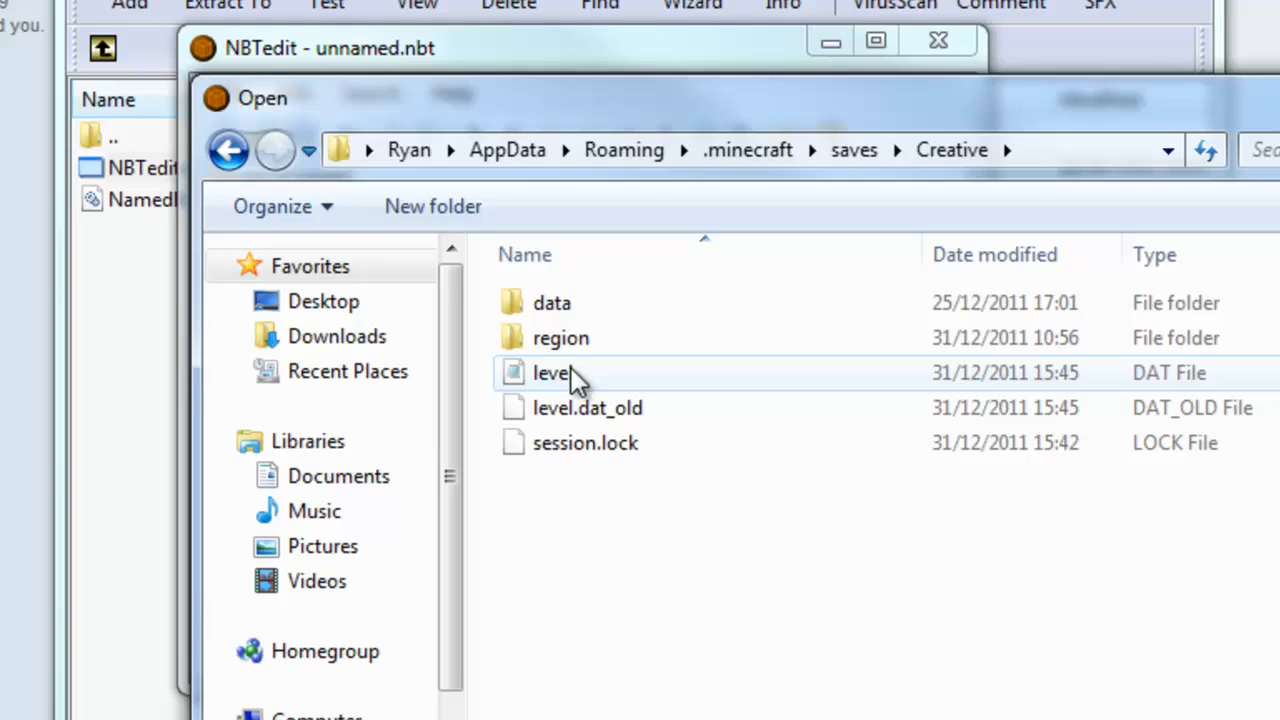 Add Extract To Test View Delete Find Wizard Info VirusScan Comment SFX
d you.
NBTedit - unnamed.nbt
Name
..
NBTedit
Open
Ryan AppData Roaming .minecraft saves Creative
Organize New folder
Name Date modified Type
Favorites
Desktop
Downloads
Recent Places
Libraries
Documents
Music
Pictures
Videos
Homegroup
Computer
data 25/12/2011 17:01 File folder
region 31/12/2011 10:56 File folder
level 31/12/2011 15:45 DAT File
level.dat_old 31/12/2011 15:45 DAT_OLD File
session.lock 31/12/2011 15:42 LOCK File